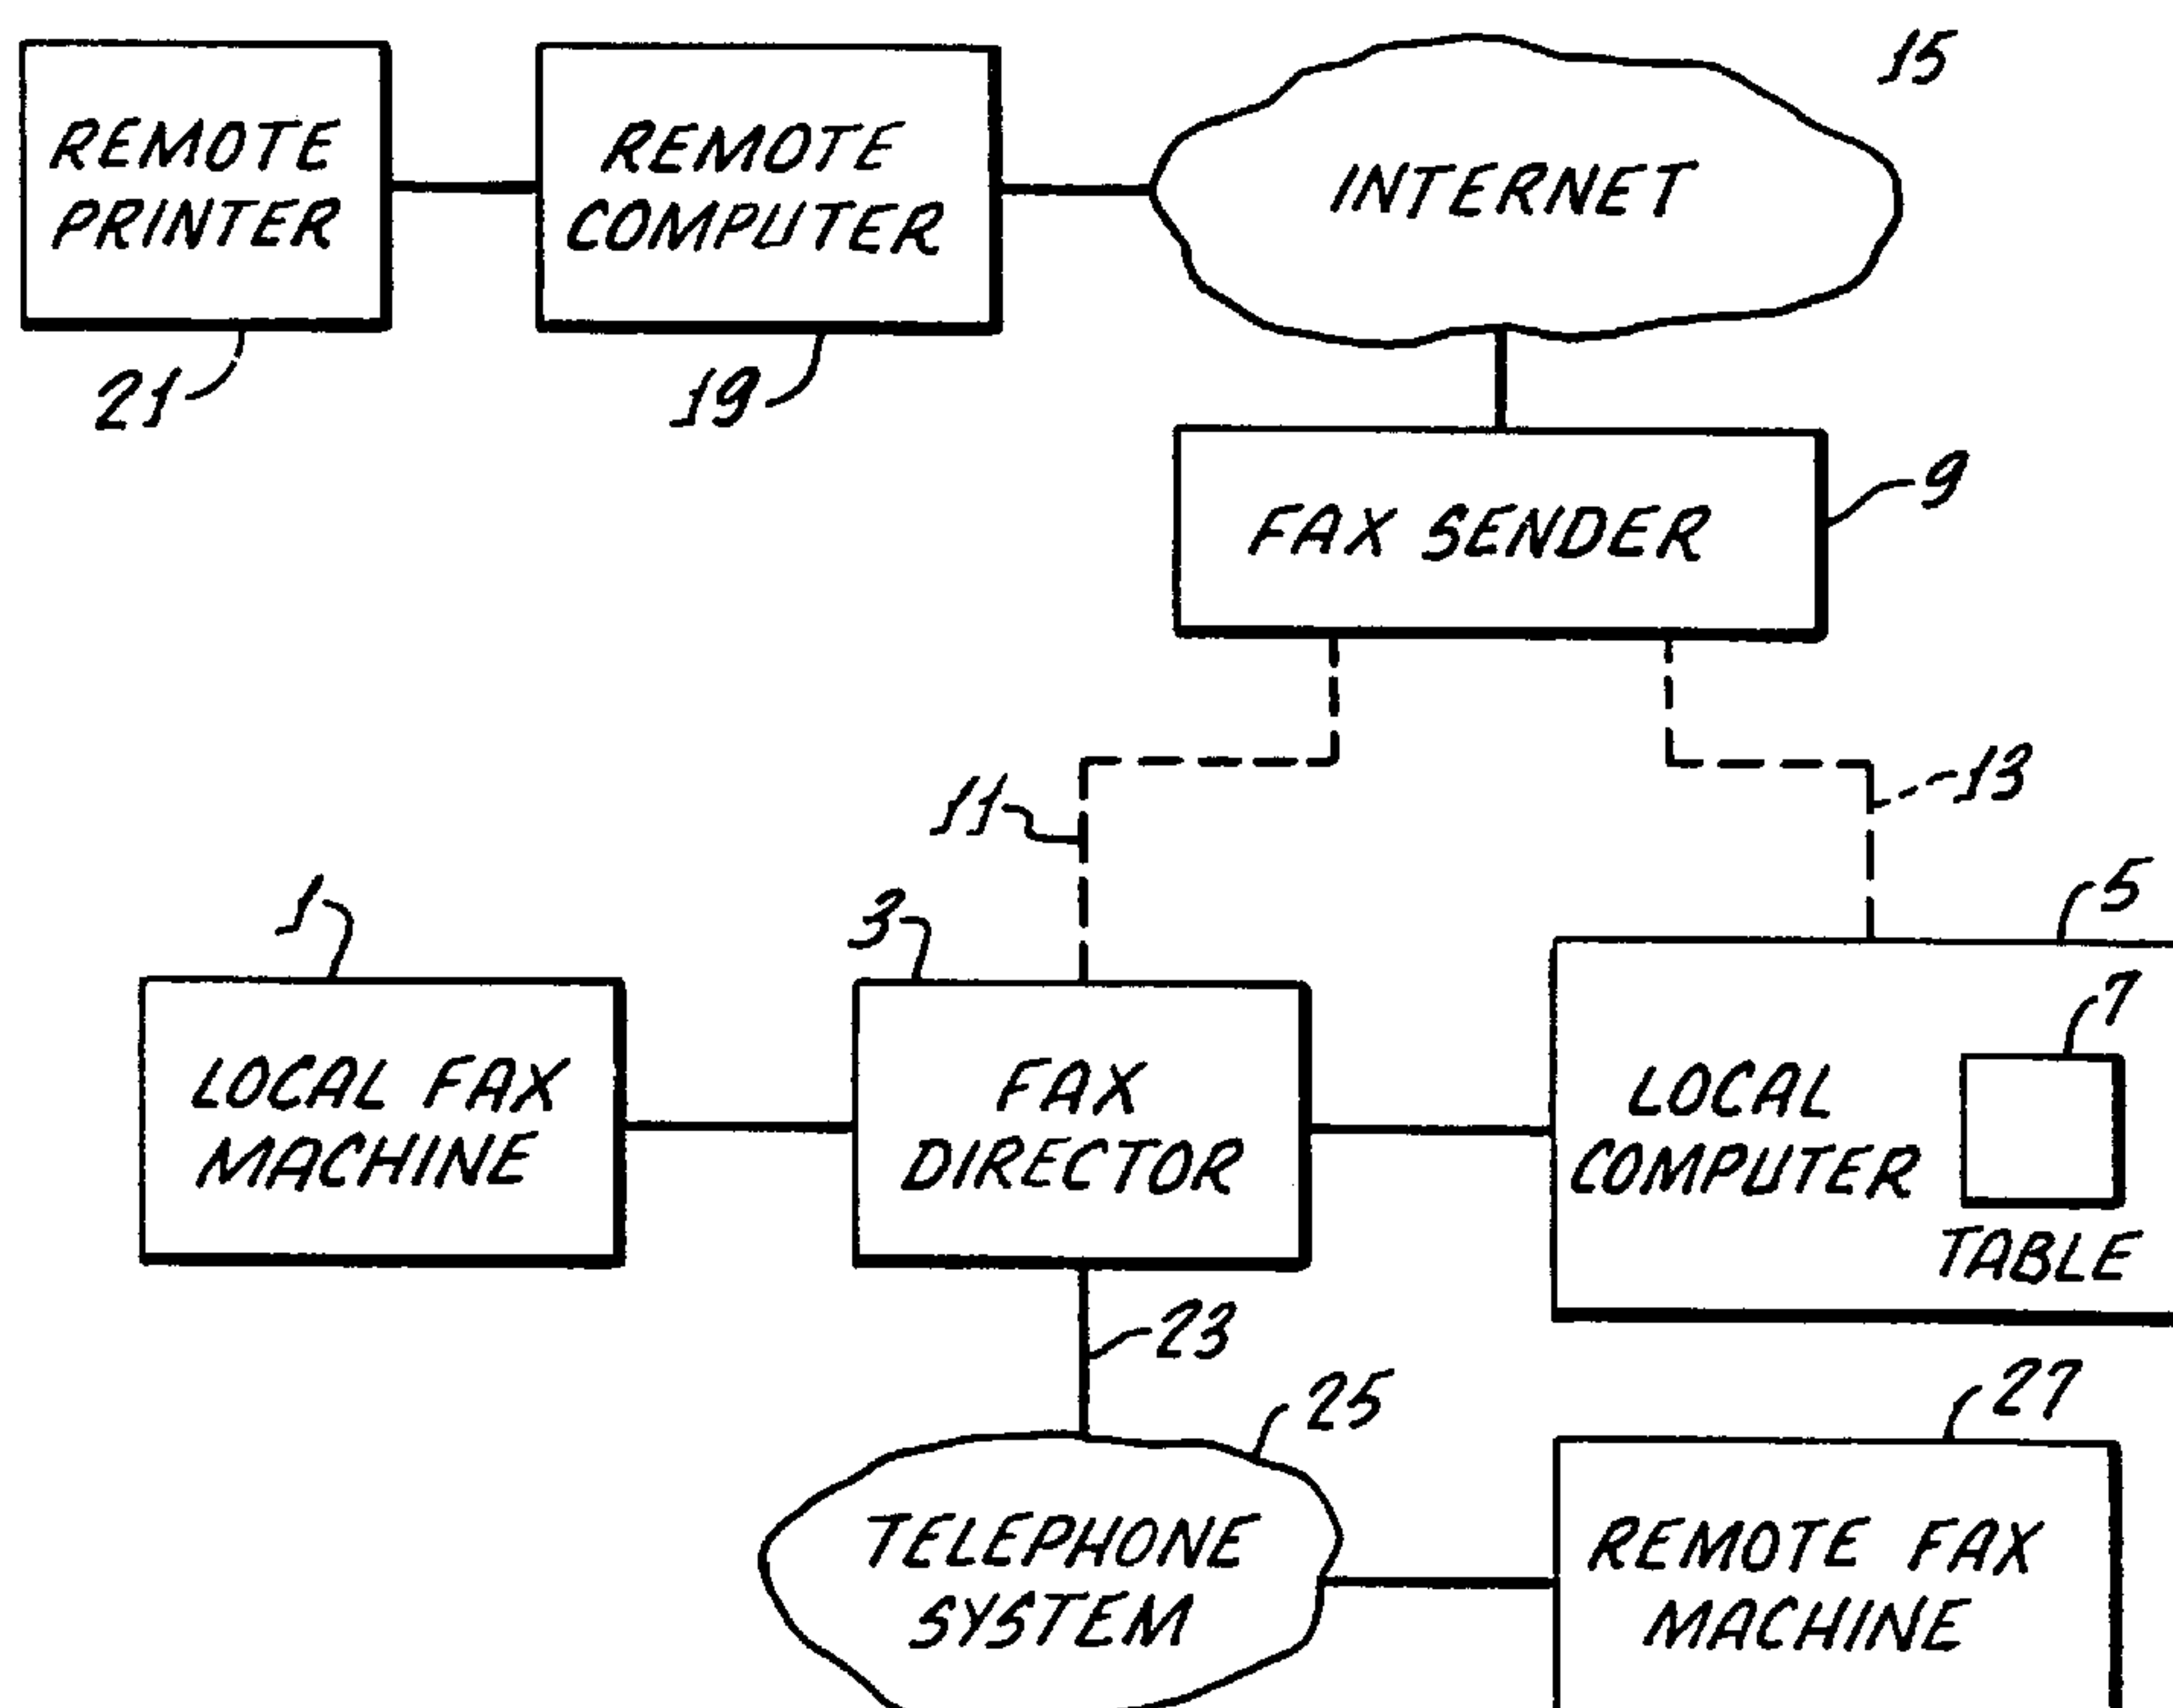 15
REMOTE
PRINTER
REMOTE
COMPUTER
INTERNET
21
19
FAX SENDER
9
11
13
1
3
5
7
LOCAL FAX
MACHINE
FAX
DIRECTOR
LOCAL
COMPUTER
TABLE
23
25
27
TELEPHONE
SYSTEM
REMOTE FAX
MACHINE